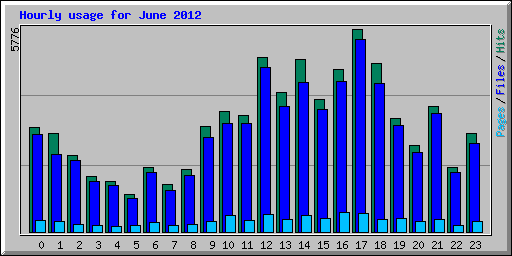 Hourly usage for June 2012
5776
Pages / Files / Hits
0 1 2 3 4 5 6 7 8 9 10 11 12 13 14 15 16 17 18 19 20 21 22 23